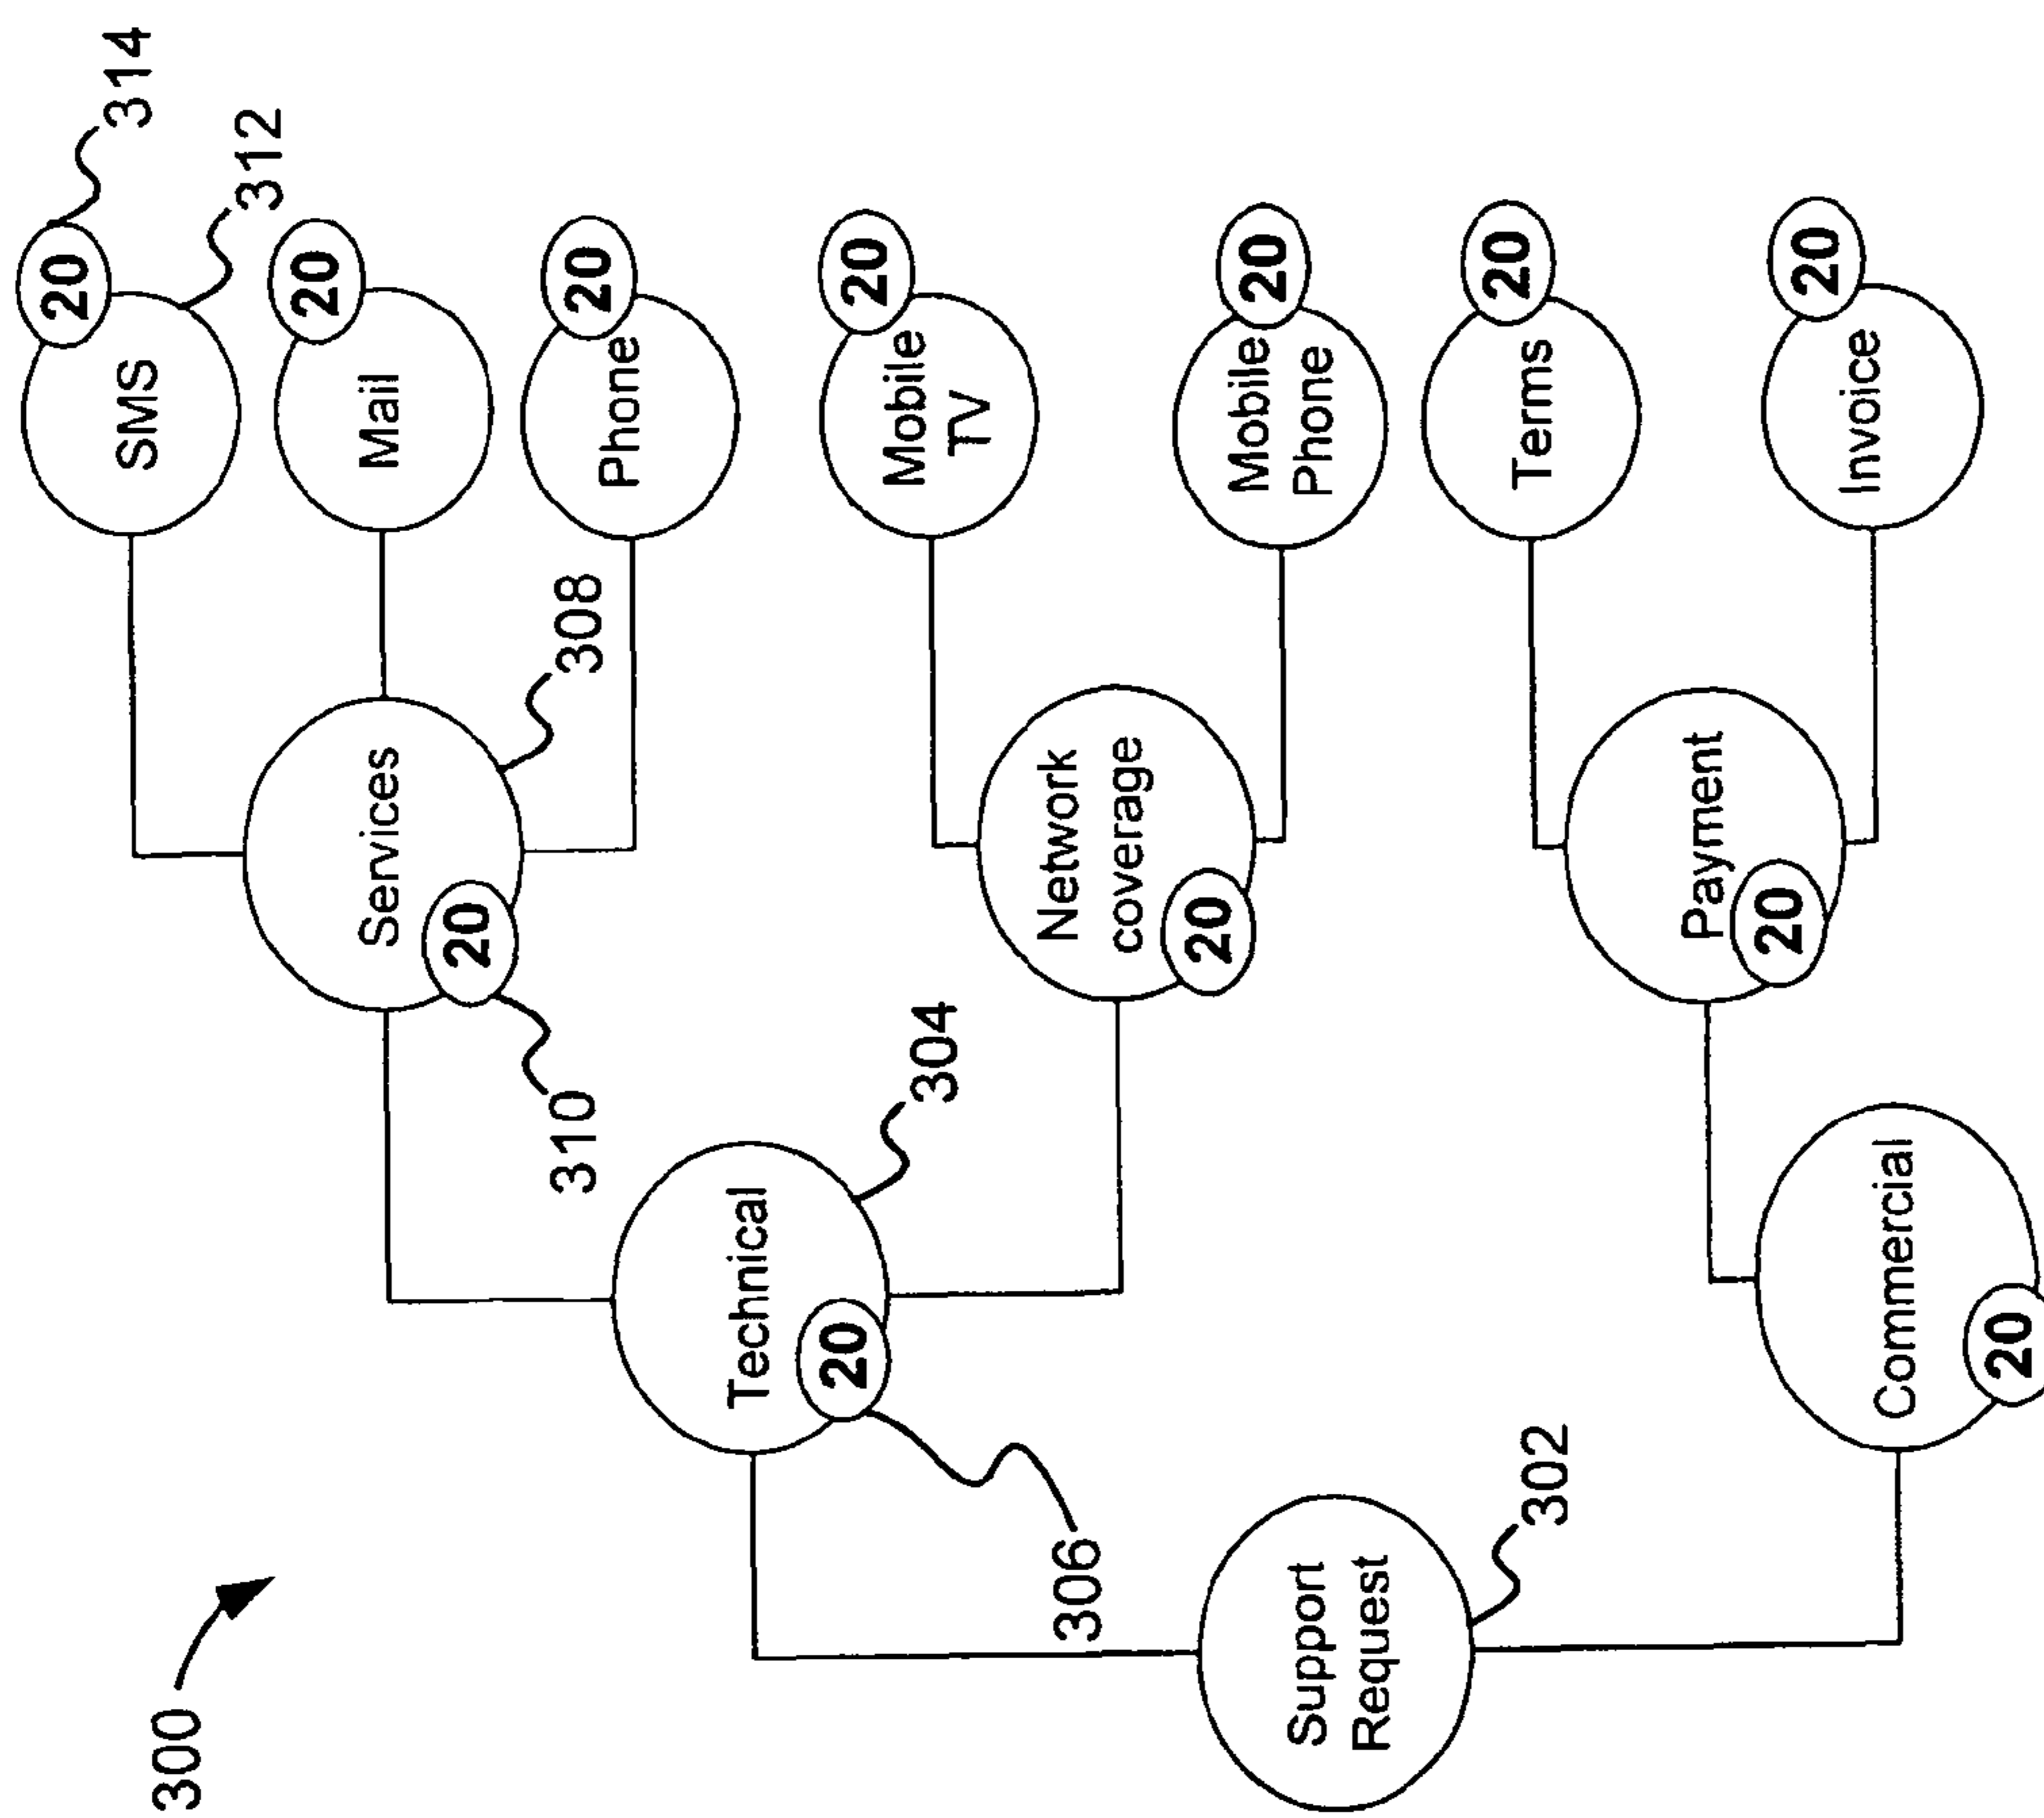 300
20
314
SMS
312
20
Mail
Services
20
310
308
20
Phone
Technical
20
306
304
20
Mobile
TV
Network
coverage
20
20
Mobile
Phone
Support
Request
302
20
Terms
Payment
20
20
Invoice
Commercial
20